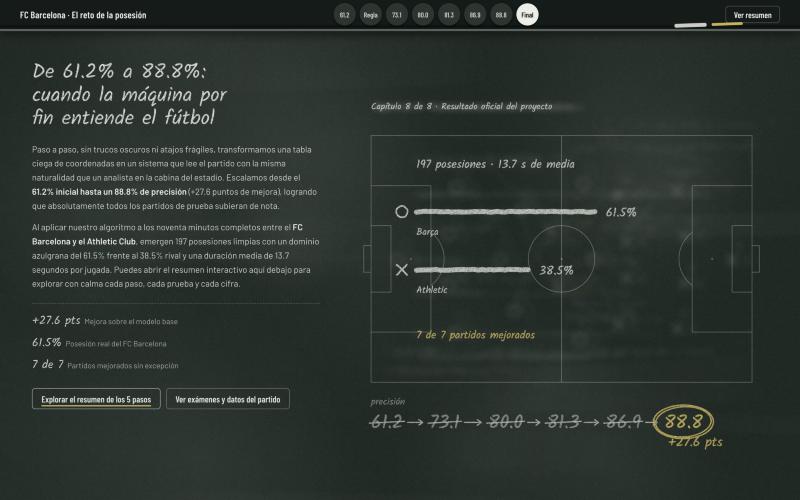 FC Barcelona · El reto de la posesión
61.2
Regla
73.1
80.0
81.3
86.9
88.8
Final
Ver resumen
De 61.2% a 88.8%:
cuando la máquina por
fin entiende el fútbol
Paso a paso, sin trucos oscuros ni atajos frágiles, transformamos una tabla
ciega de coordenadas en un sistema que lee el partido con la misma
naturalidad que un analista en la cabina del estadio. Escalamos desde el
61.2% inicial hasta un 88.8% de precisión (+27.6 puntos de mejora), logrando
que absolutamente todos los partidos de prueba subieran de nota.
Al aplicar nuestro algoritmo a los noventa minutos completos entre el FC
Barcelona y el Athletic Club, emergen 197 posesiones limpias con un dominio
azulgrana del 61.5% frente al 38.5% rival y una duración media de 13.7
segundos por jugada. Puedes abrir el resumen interactivo aquí debajo para
explorar con calma cada paso, cada prueba y cada cifra.
+27.6 pts Mejora sobre el modelo base
61.5% Posesión real del FC Barcelona
7 de 7 Partidos mejorados sin excepción
Explorar el resumen de los 5 pasos
Ver exámenes y datos del partido
Capítulo 8 de 8 · Resultado oficial del proyecto
197 posesiones · 13.7 s de media
61.5%
Barça
38.5%
Athletic
7 de 7 partidos mejorados
precisión
61.2 → 73.1 → 80.0 → 81.3 → 86.9 → 88.8
+27.6 pts